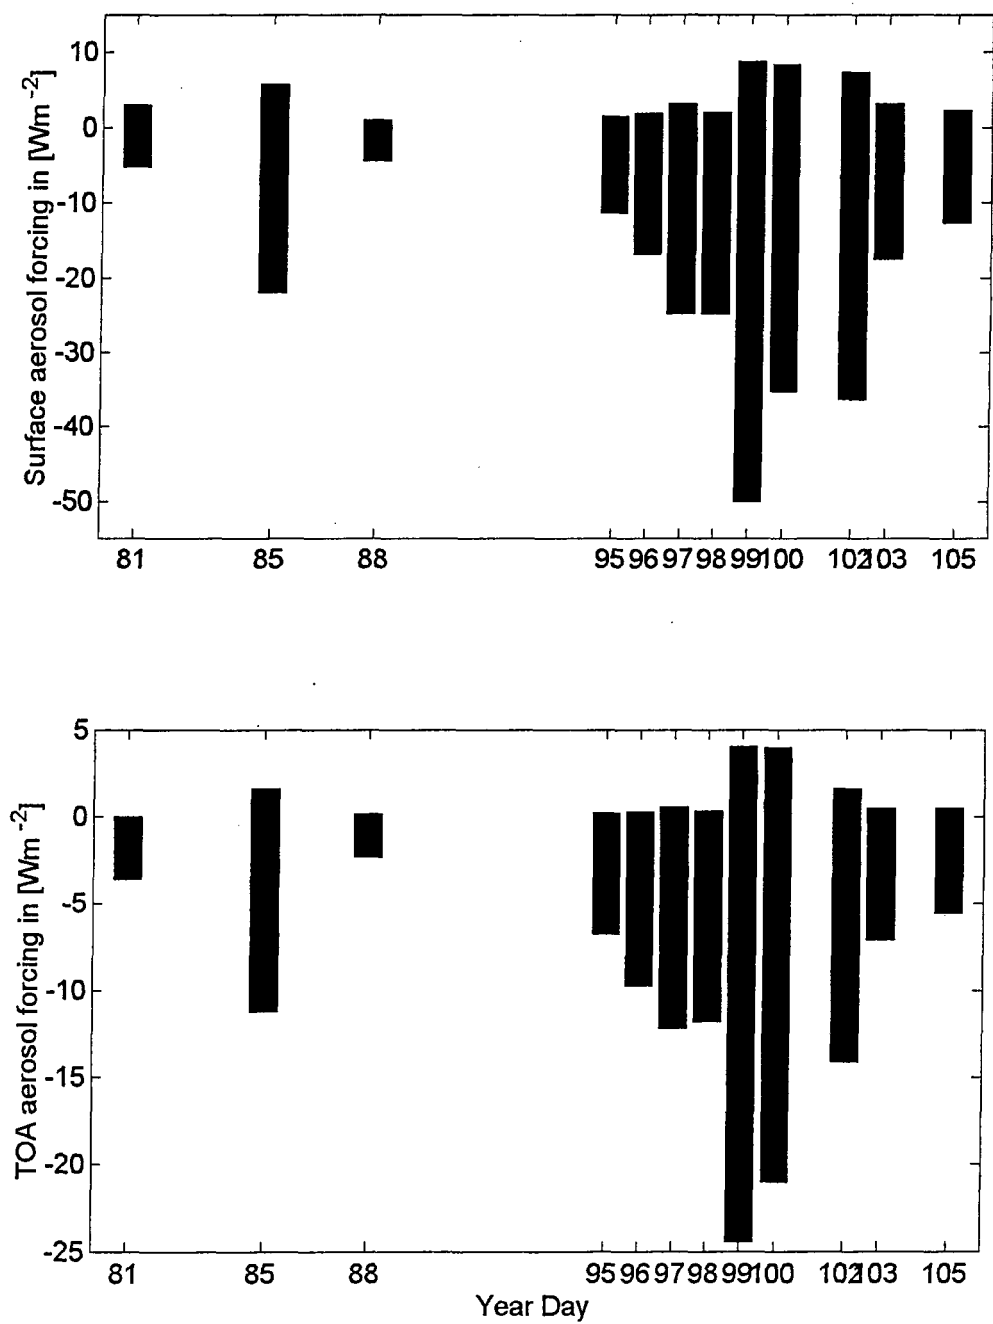 Surface aerosol forcing in [Wm-2]
10
0
-10
-20
-30
-40
-50
81 85 88 95 96 97 98 99 100 102 103 105
TOA aerosol forcing in [Wm-2]
5
0
-5
-10
-15
-20
-25
81 85 88 95 96 97 98 99 100 102 103 105
Year Day